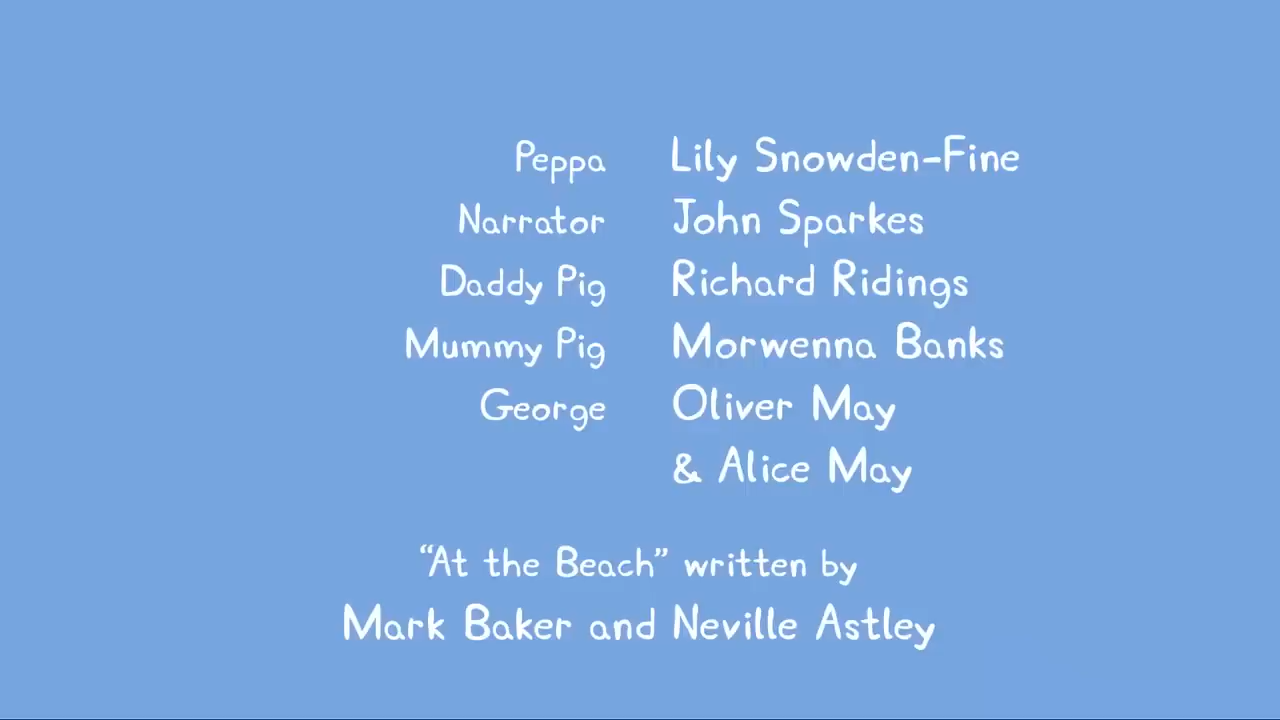 Peppa Lily Snowden-Fine
Narrator John Sparkes
Daddy Pig Richard Ridings
Mummy Pig Morwenna Banks
George Oliver May
& Alice May
“At the Beach” written by
Mark Baker and Neville Astley